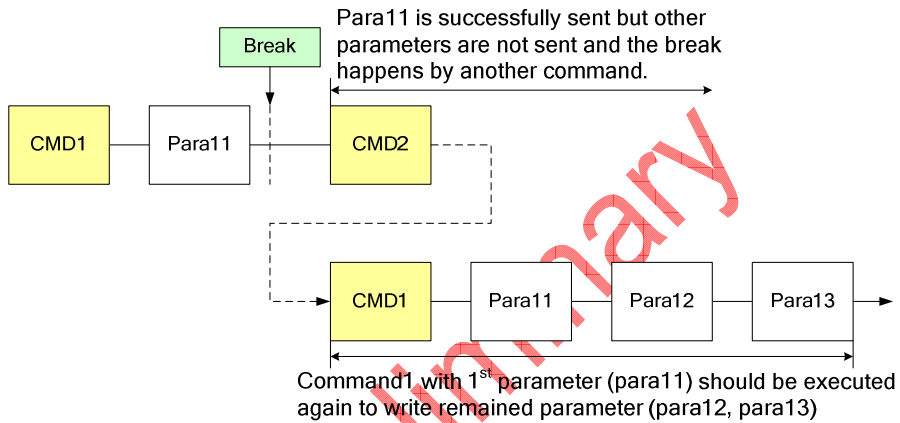 Para11 is successfully sent but other
parameters are not sent and the break
happens by another command.
Break
CMD1
Para11
CMD2
CMD1
Para11
Para12
Para13
Command1 with 1st parameter (para11) should be executed
again to write remained parameter (para12, para13)